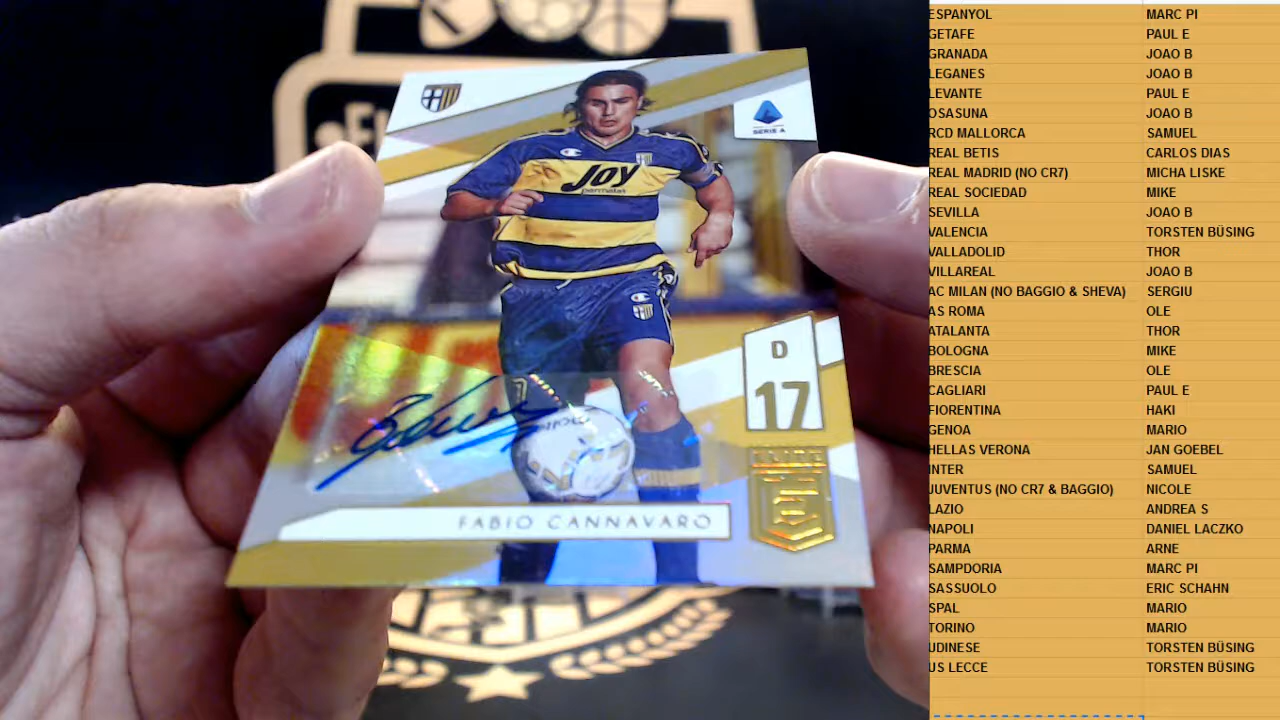 SERIE A
Joy
parmalat
D
17
ELITE
FABIO CANNAVARO
ESPANYOL MARC PI
GETAFE PAUL E
GRANADA JOAO B
LEGANES JOAO B
LEVANTE PAUL E
OSASUNA JOAO B
RCD MALLORCA SAMUEL
REAL BETIS CARLOS DIAS
REAL MADRID (NO CR7) MICHA LISKE
REAL SOCIEDAD MIKE
SEVILLA JOAO B
VALENCIA TORSTEN BÜSING
VALLADOLID THOR
VILLAREAL JOAO B
AC MILAN (NO BAGGIO & SHEVA) SERGIU
AS ROMA OLE
ATALANTA THOR
BOLOGNA MIKE
BRESCIA OLE
CAGLIARI PAUL E
FIORENTINA HAKI
GENOA MARIO
HELLAS VERONA JAN GOEBEL
INTER SAMUEL
JUVENTUS (NO CR7 & BAGGIO) NICOLE
LAZIO ANDREA S
NAPOLI DANIEL LACZKO
PARMA ARNE
SAMPDORIA MARC PI
SASSUOLO ERIC SCHAHN
SPAL MARIO
TORINO MARIO
UDINESE TORSTEN BÜSING
US LECCE TORSTEN BÜSING